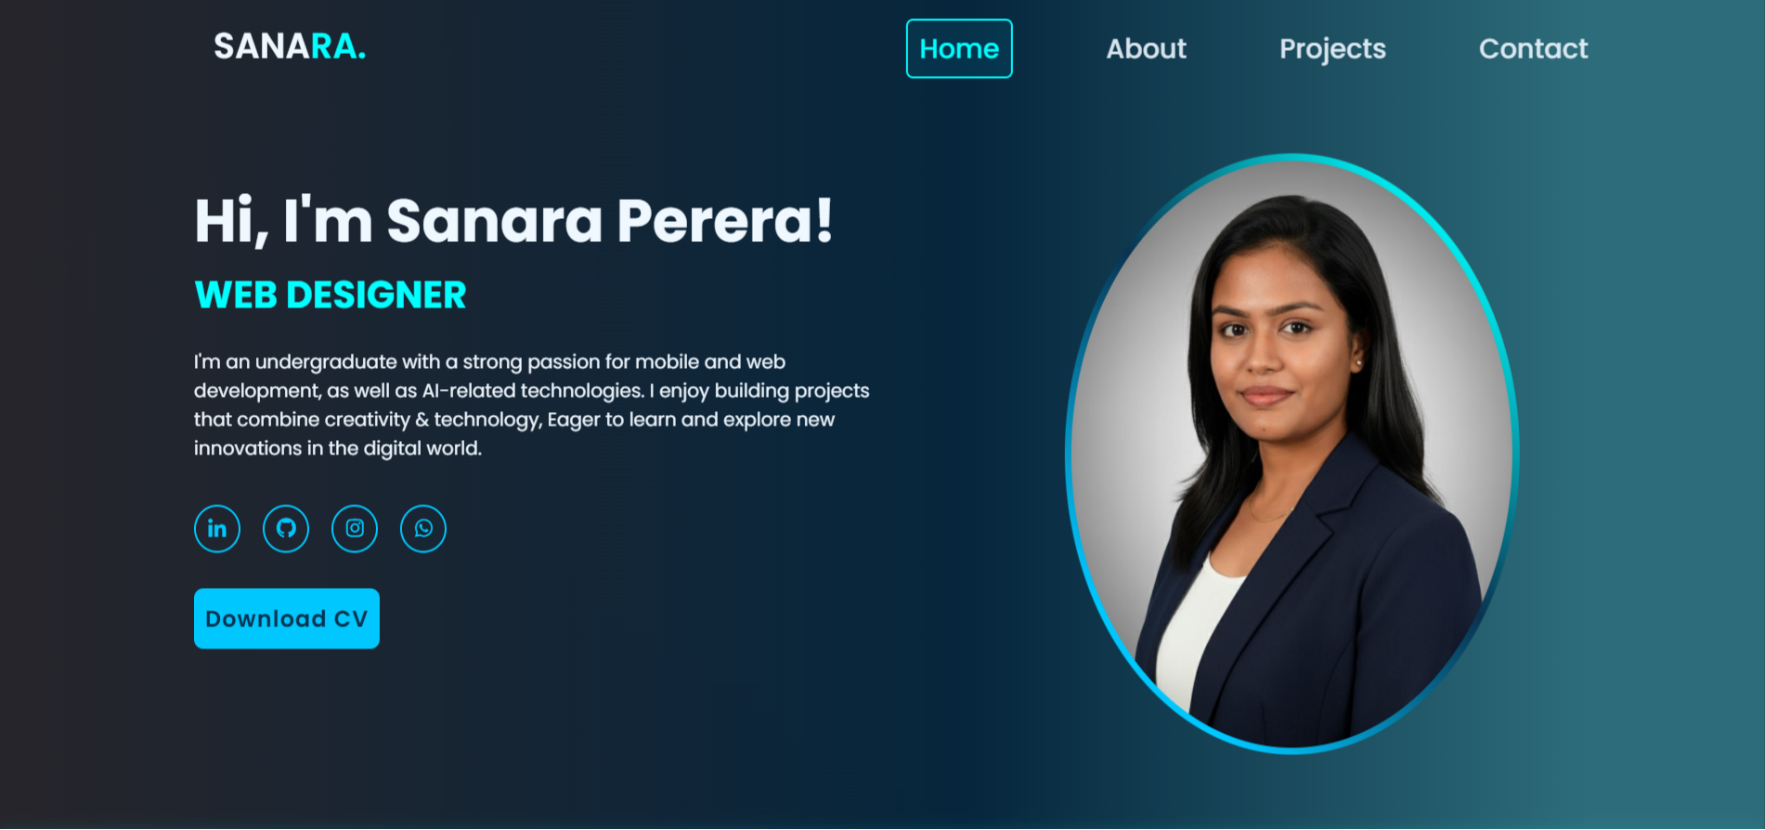 SANARA.
Home About Projects Contact
Hi, I'm Sanara Perera!
WEB DESIGNER
I'm an undergraduate with a strong passion for mobile and web
development, as well as AI-related technologies. I enjoy building projects
that combine creativity & technology, Eager to learn and explore new
innovations in the digital world.
in
Download CV